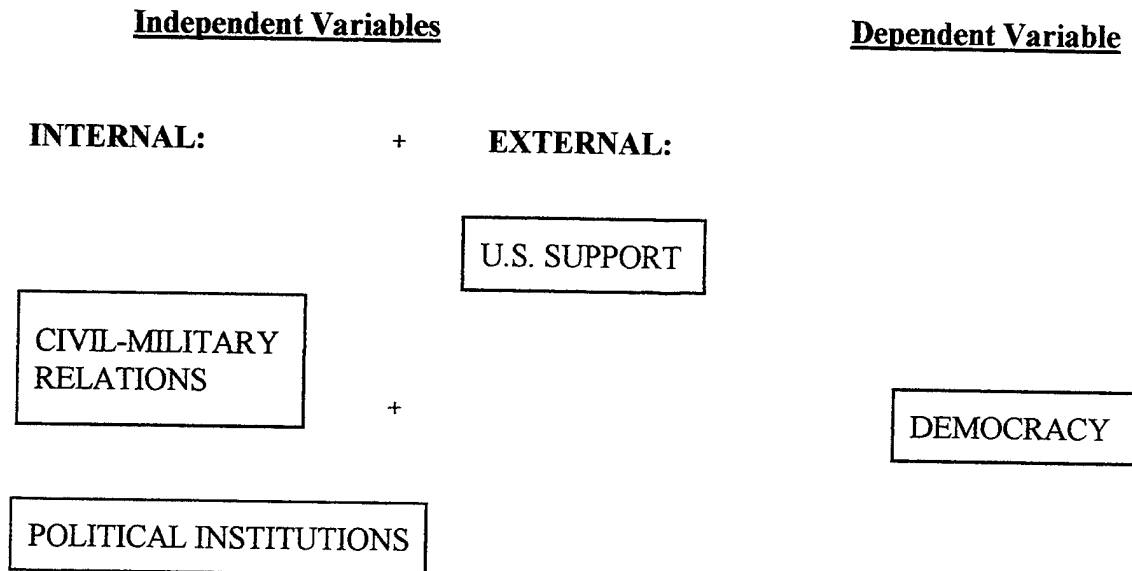 Independent Variables
Dependent Variable
INTERNAL: + EXTERNAL:
U.S. SUPPORT
CIVIL-MILITARY
RELATIONS
+
DEMOCRACY
POLITICAL INSTITUTIONS